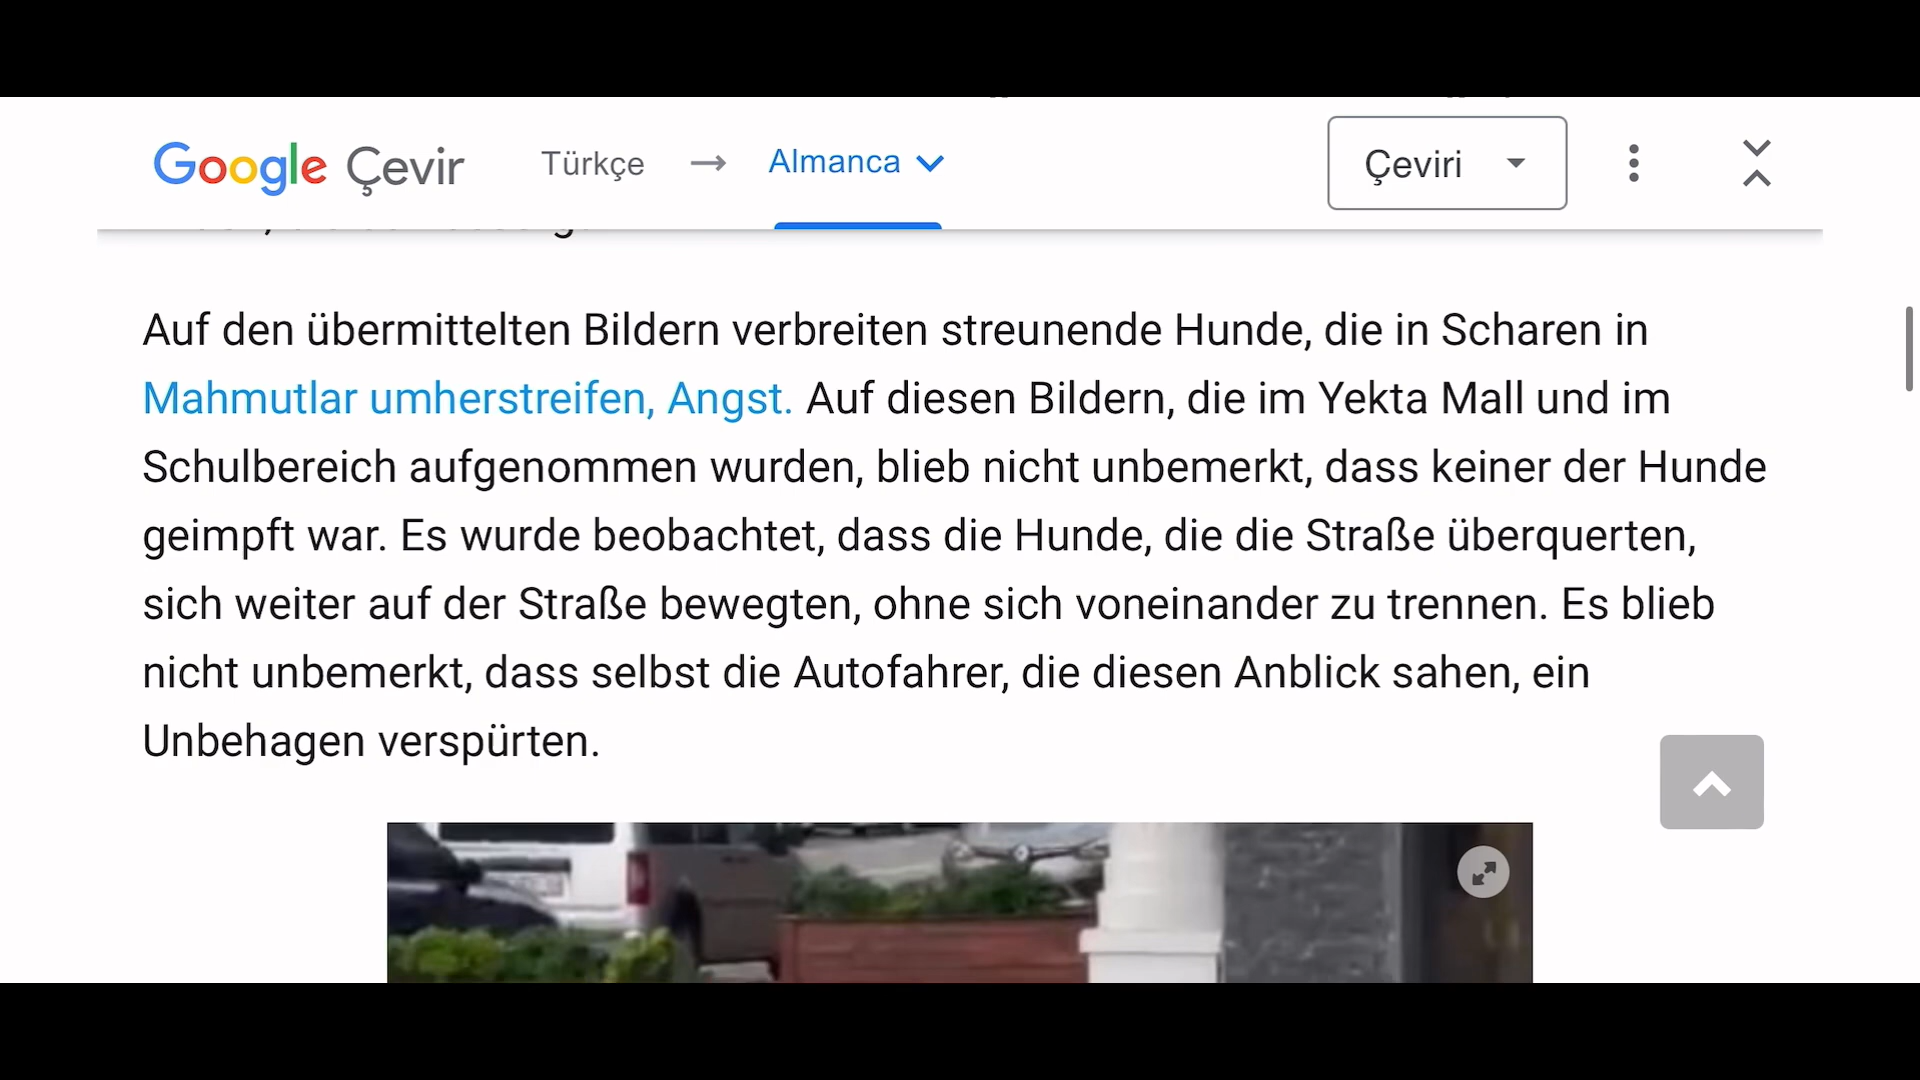 Google Çevir Türkçe → Almanca Çeviri
Auf den übermittelten Bildern verbreiten streunende Hunde, die in Scharen in
Mahmutlar umherstreifen, Angst. Auf diesen Bildern, die im Yekta Mall und im
Schulbereich aufgenommen wurden, blieb nicht unbemerkt, dass keiner der Hunde
geimpft war. Es wurde beobachtet, dass die Hunde, die die Straße überquerten,
sich weiter auf der Straße bewegten, ohne sich voneinander zu trennen. Es blieb
nicht unbemerkt, dass selbst die Autofahrer, die diesen Anblick sahen, ein
Unbehagen verspürten.